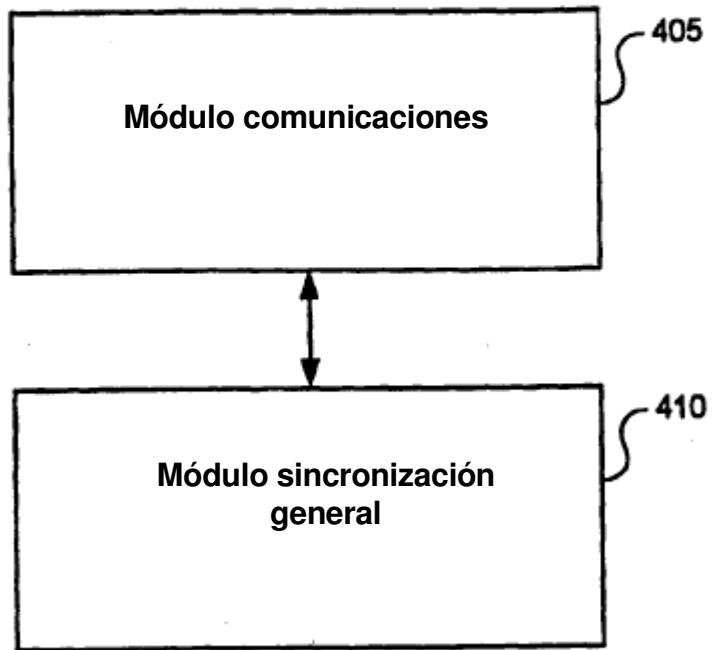 405
Módulo comunicaciones
410
Módulo sincronización
general